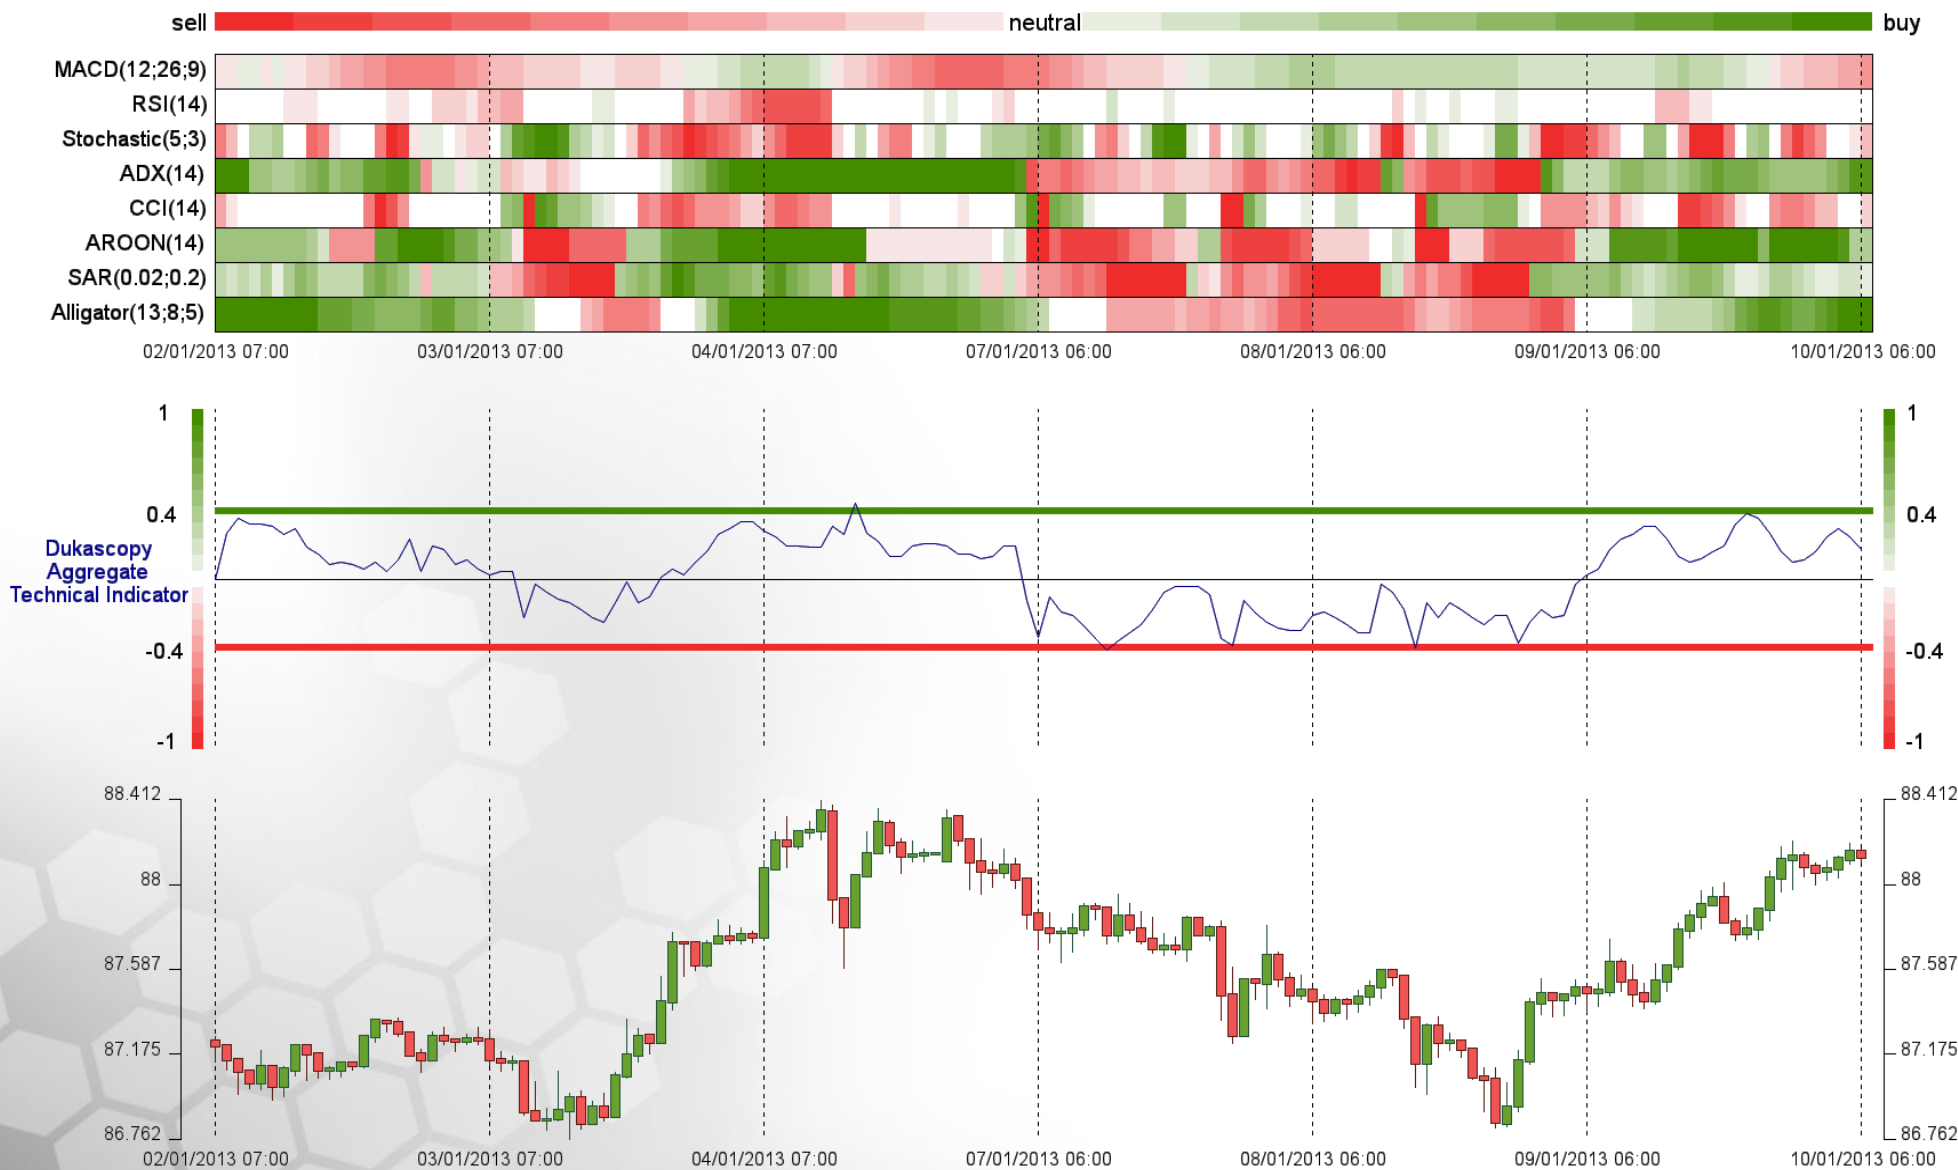 sell neutral buy
MACD(12;26;9)
RSI(14)
Stochastic(5;3)
ADX(14)
CCI(14)
AROON(14)
SAR(0.02;0.2)
Alligator(13;8;5)
02/01/2013 07:00 03/01/2013 07:00 04/01/2013 07:00 07/01/2013 06:00 08/01/2013 06:00 09/01/2013 06:00 10/01/2013 06:00
1 1
0.4 0.4
Dukascopy
Aggregate
Technical Indicator
-0.4 -0.4
-1 -1
88.412 88.412
88 88
87.587 87.587
87.175 87.175
86.762 86.762
02/01/2013 07:00 03/01/2013 07:00 04/01/2013 07:00 07/01/2013 06:00 08/01/2013 06:00 09/01/2013 06:00 10/01/2013 06:00